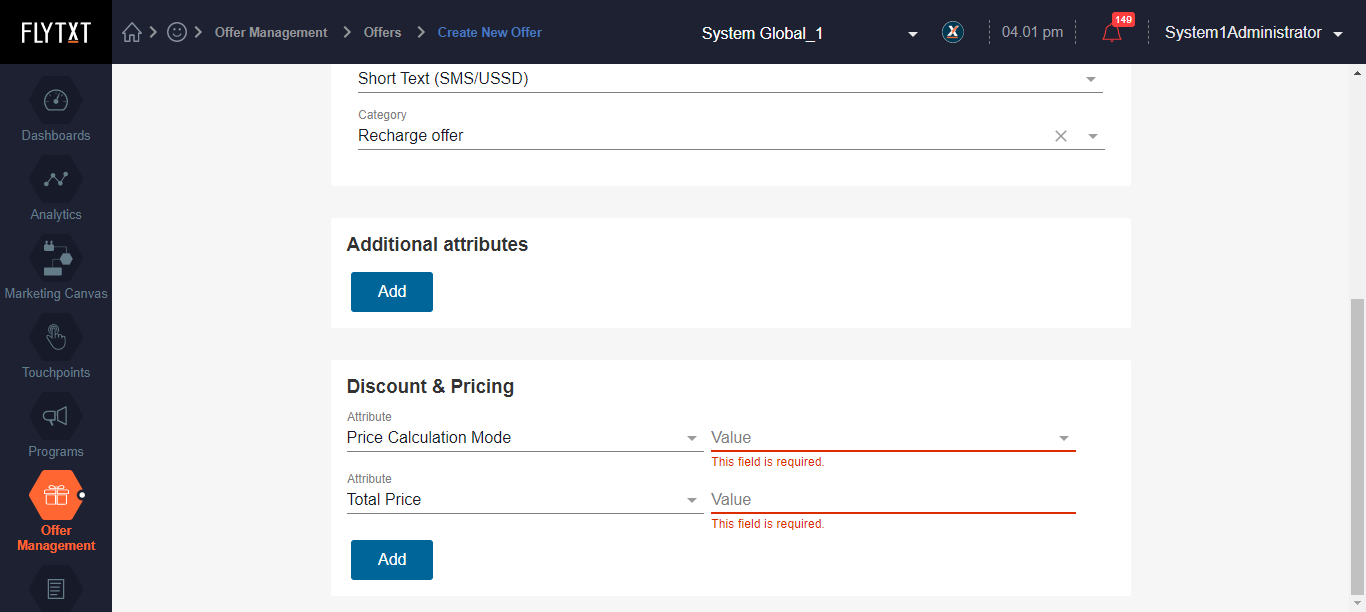 FLYTXT
Offer Management
Offers
Create New Offer
System Global_1
X
04.01 pm
149
System1Administrator
Dashboards
Analytics
Marketing Canvas
Touchpoints
Programs
Offer
Management
Short Text (SMS/USSD)
Category
Recharge offer
Additional attributes
Add
Discount & Pricing
Attribute
Price Calculation Mode
Value
This field is required.
Attribute
Total Price
Value
This field is required.
Add